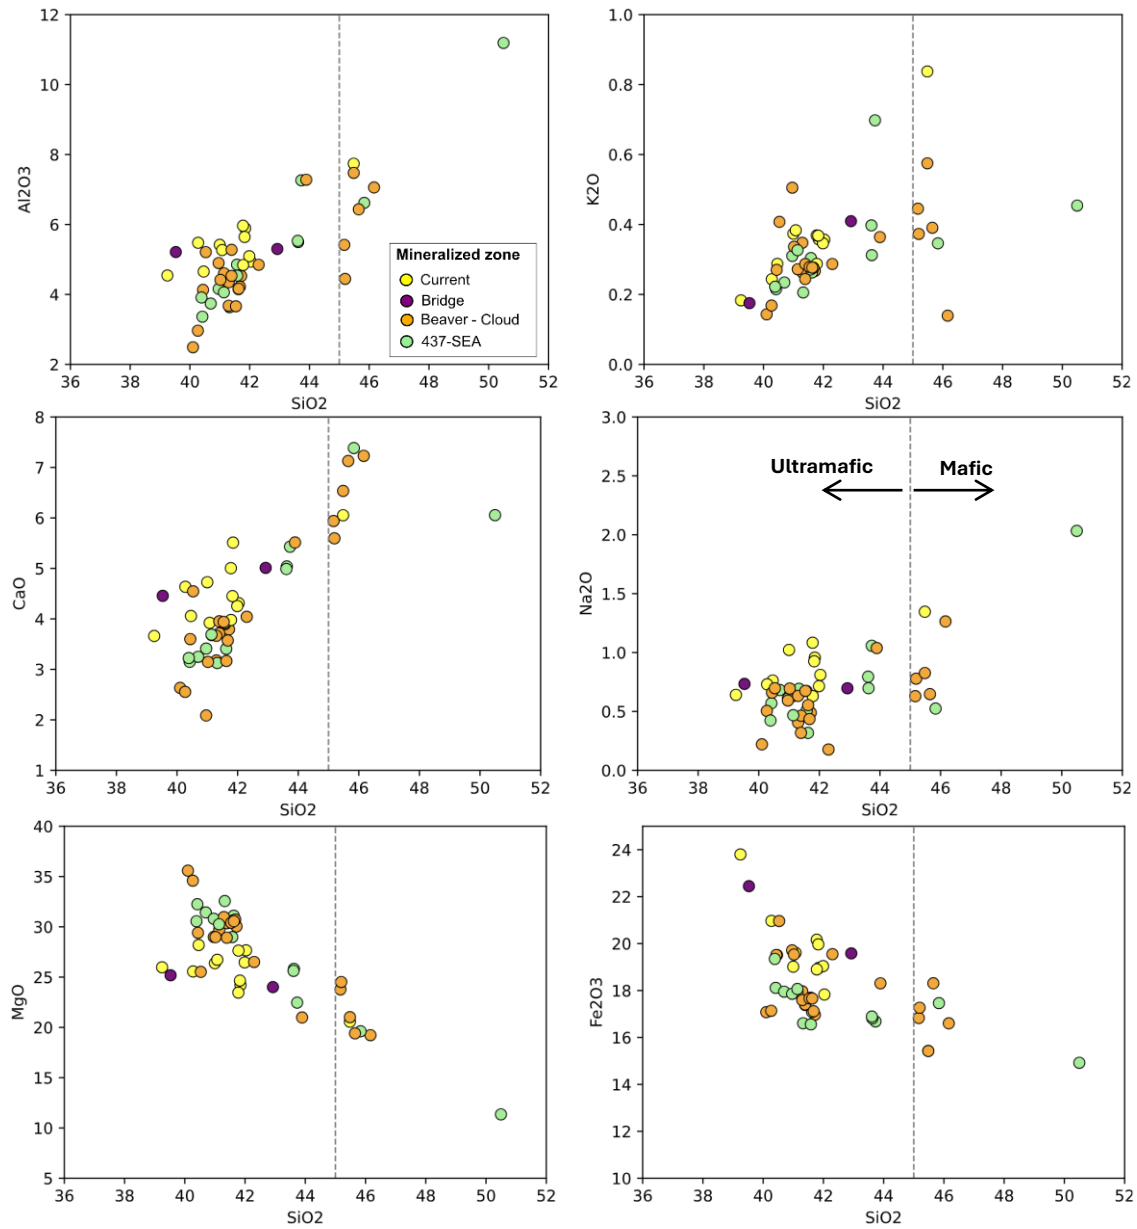 12
10
8
6
4
2
Al2O3
36 38 40 42 44 46 48 50 52
SiO2
Mineralized zone
Current
Bridge
Beaver - Cloud
437-SEA
1.0
0.8
0.6
0.4
0.2
0.0
K2O
36 38 40 42 44 46 48 50 52
SiO2
8
7
6
5
4
3
2
1
CaO
36 38 40 42 44 46 48 50 52
SiO2
3.0
2.5
2.0
1.5
1.0
0.5
0.0
Na2O
Ultramafic Mafic
36 38 40 42 44 46 48 50 52
SiO2
40
35
30
25
20
15
10
5
MgO
36 38 40 42 44 46 48 50 52
SiO2
24
22
20
18
16
14
12
10
Fe2O3
36 38 40 42 44 46 48 50 52
SiO2